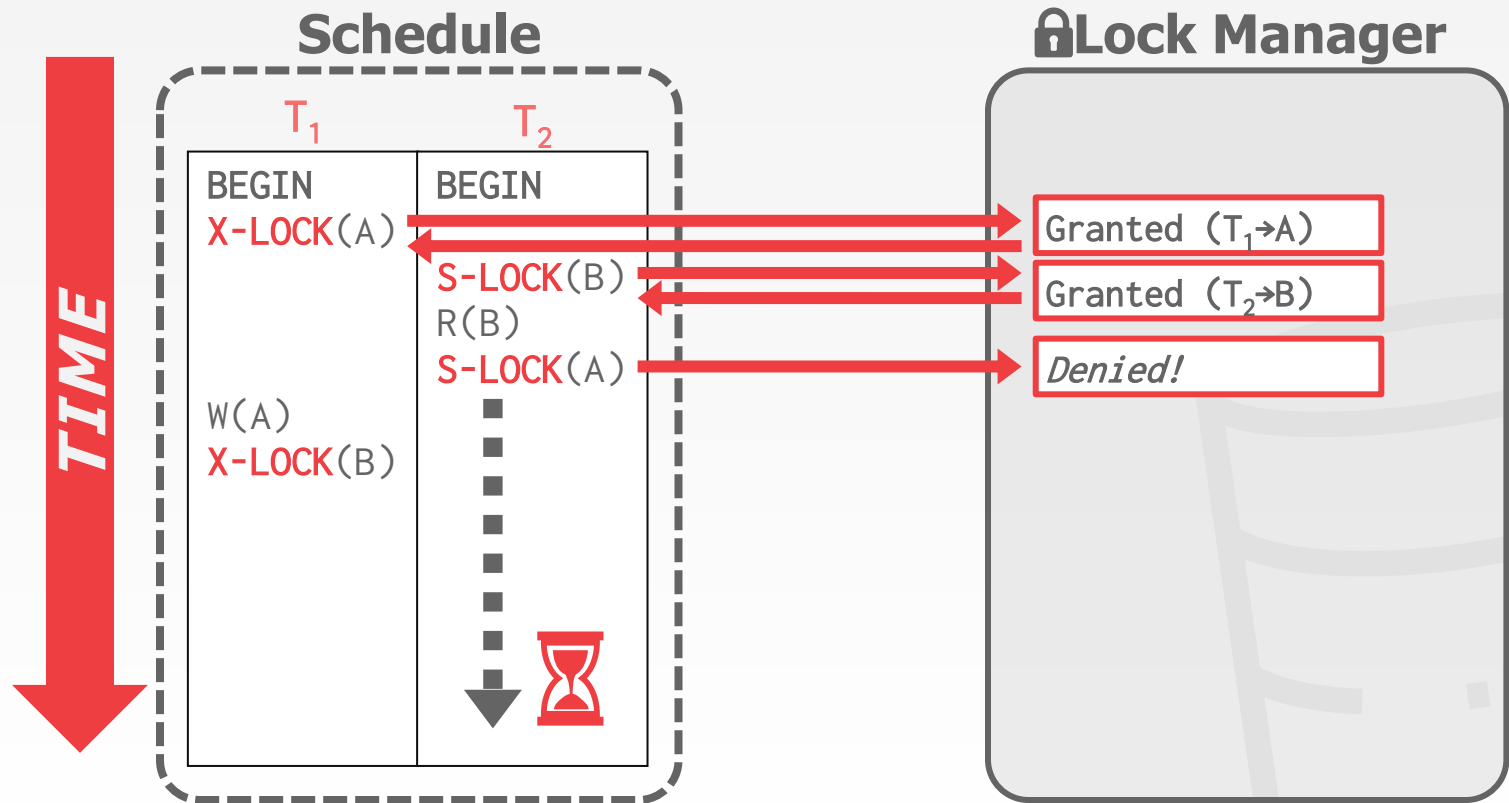 Schedule
Lock Manager
TIME
T₁ T₂
BEGIN BEGIN
X-LOCK(A)
Granted (T₁→A)
S-LOCK(B)
Granted (T₂→B)
R(B)
S-LOCK(A)
Denied!
W(A)
X-LOCK(B)